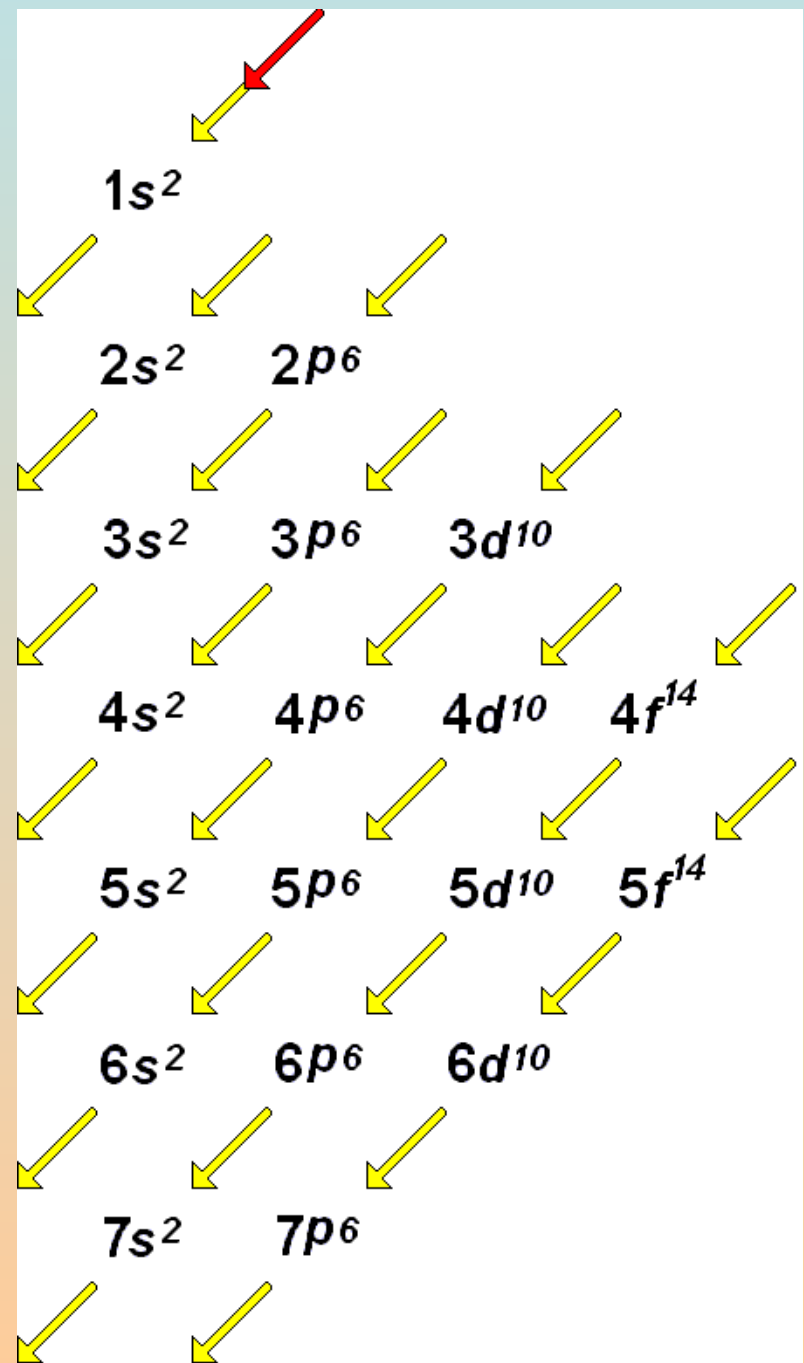 1s²
2s² 2p⁶
3s² 3p⁶ 3d¹⁰
4s² 4p⁶ 4d¹⁰ 4f¹⁴
5s² 5p⁶ 5d¹⁰ 5f¹⁴
6s² 6p⁶ 6d¹⁰
7s² 7p⁶